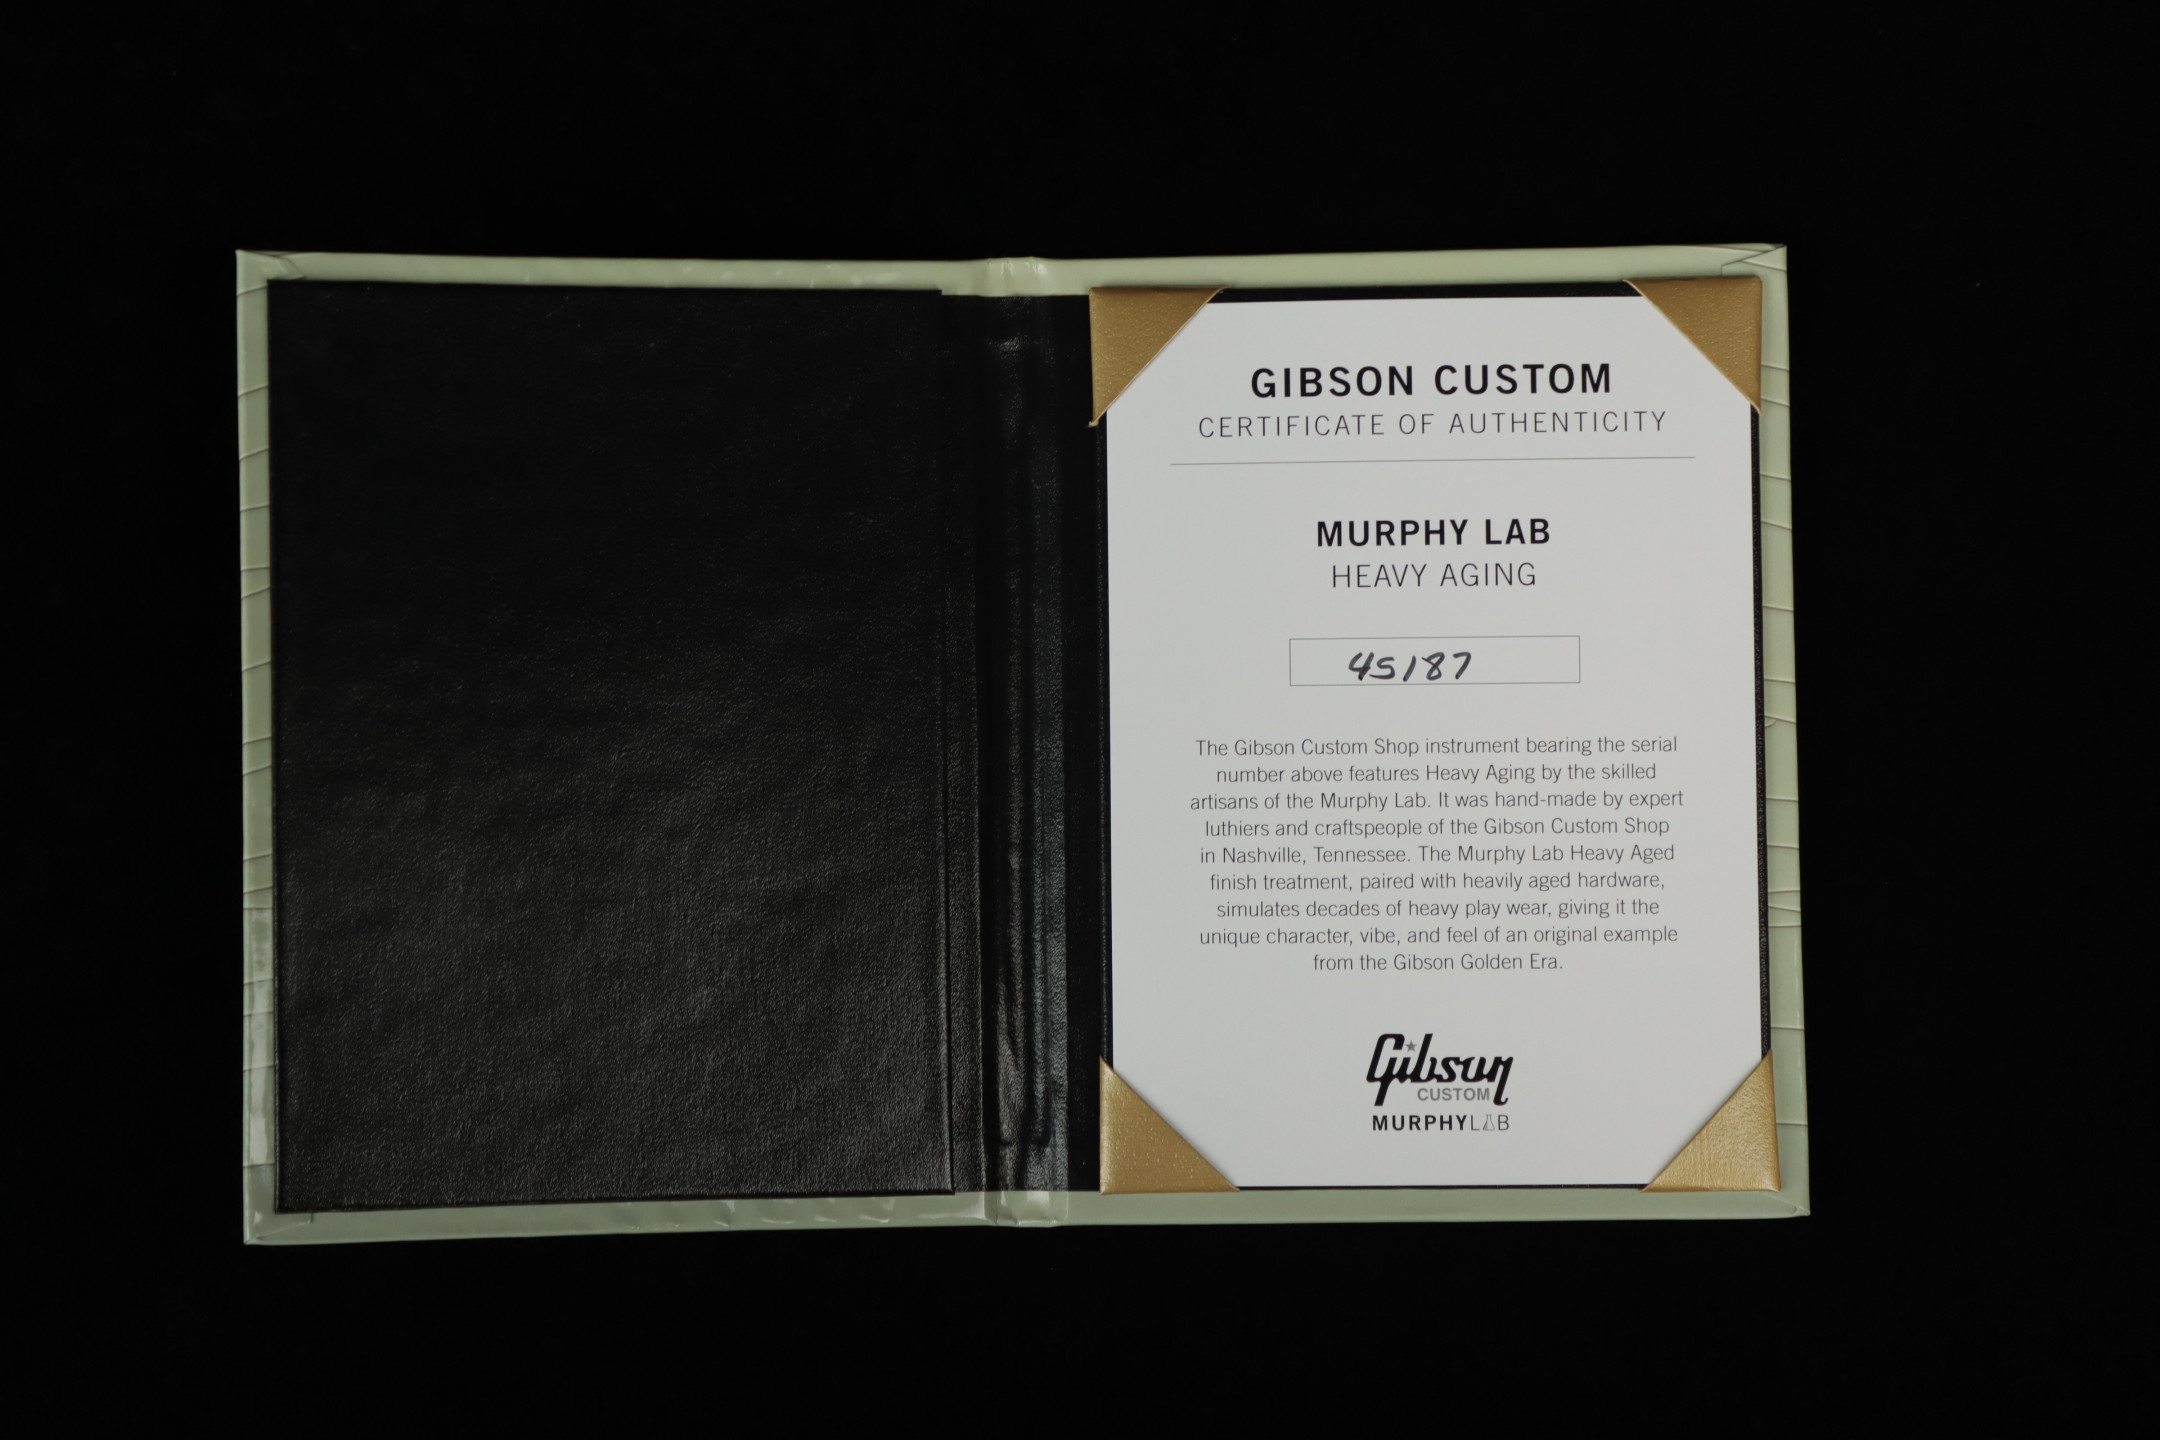 GIBSON CUSTOM
CERTIFICATE OF AUTHENTICITY
MURPHY LAB
HEAVY AGING
45187
The Gibson Custom Shop instrument bearing the serial
number above features Heavy Aging by the skilled
artisans of the Murphy Lab. It was hand-made by expert
luthiers and craftspeople of the Gibson Custom Shop
in Nashville, Tennessee. The Murphy Lab Heavy Aged
finish treatment, paired with heavily aged hardware,
simulates decades of heavy play wear, giving it the
unique character, vibe, and feel of an original example
from the Gibson Golden Era.
Gibson
CUSTOM
MURPHYLAB